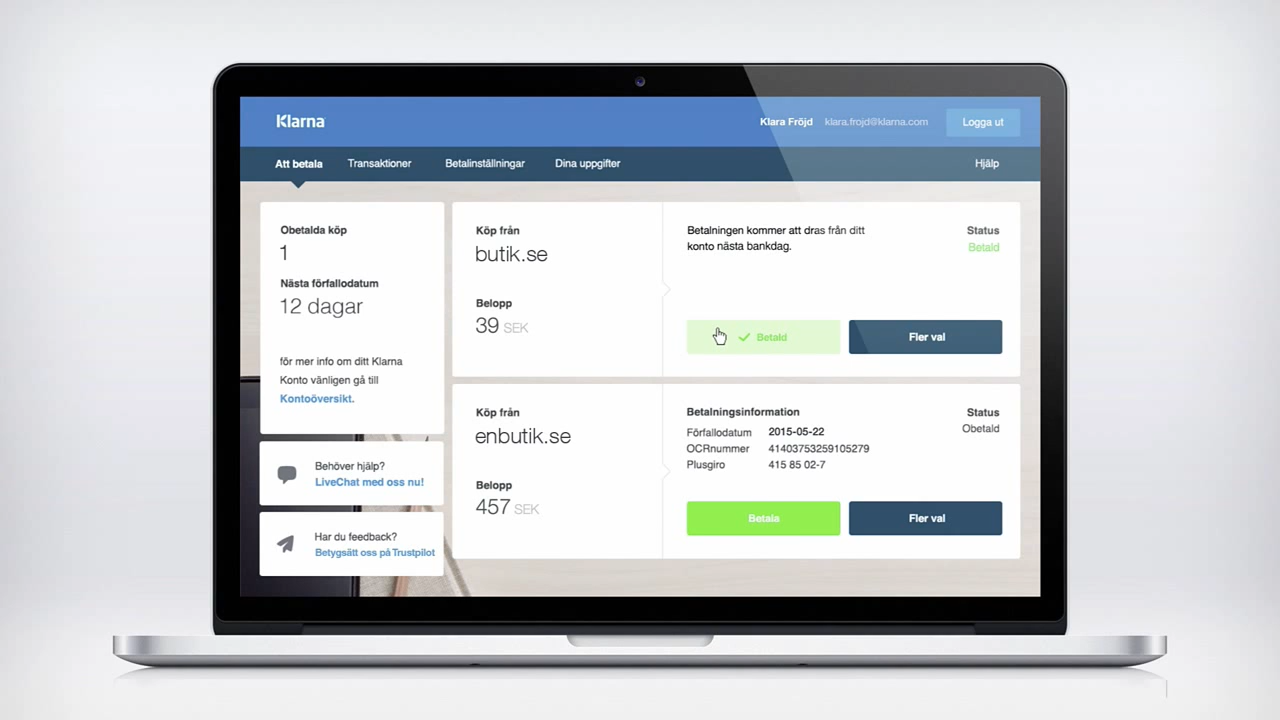 Klarna
Klara Fröjd klara.frojd@klarna.com Logga ut
Att betala Transaktioner Betalinställningar Dina uppgifter Hjälp
Obetalda köp
1
Nästa förfallodatum
12 dagar
för mer info om ditt Klarna
Konto vänligen gå till
Kontoöversikt.
Behöver hjälp?
LiveChat med oss nu!
Har du feedback?
Betygsätt oss på Trustpilot
Köp från
butik.se
Belopp
39 SEK
Betalningen kommer att dras från ditt
konto nästa bankdag.
Status
Betald
Betald
Fler val
Köp från
enbutik.se
Belopp
457 SEK
Betalningsinformation
Förfallodatum 2015-05-22
OCRnummer 41403753259105279
Plusgiro 415 85 02-7
Status
Obetald
Betala
Fler val